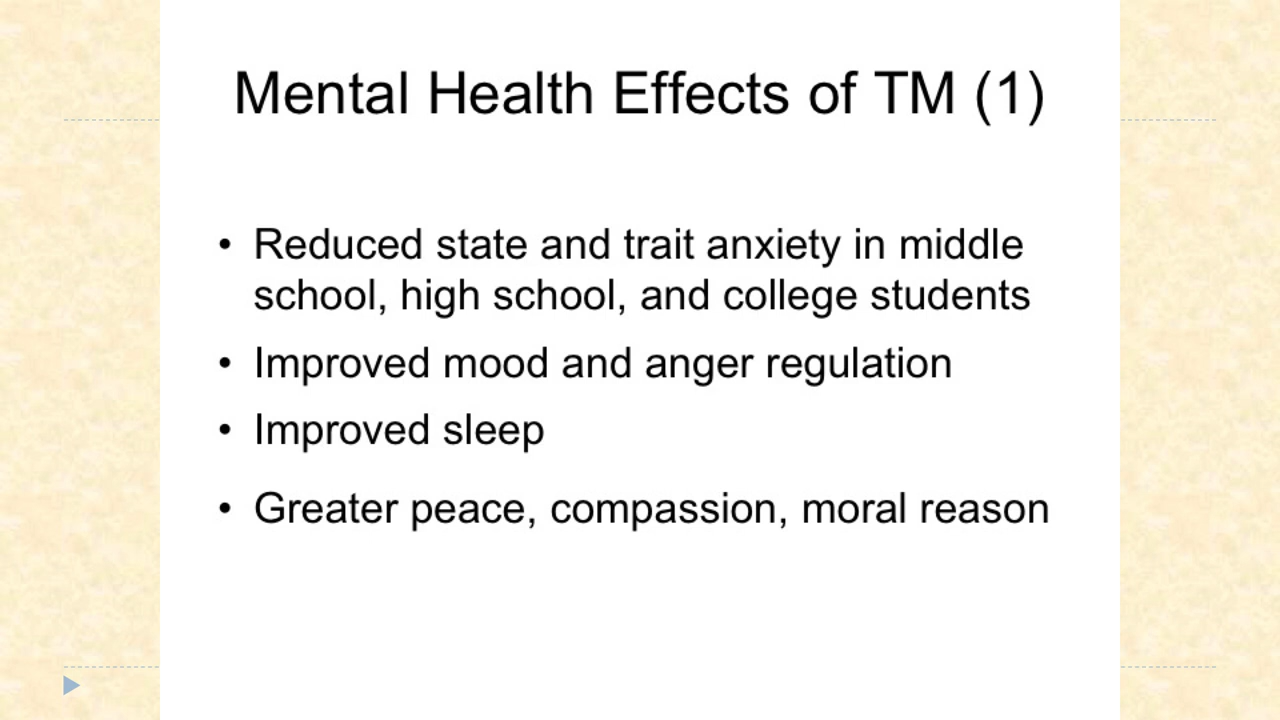 Mental Health Effects of TM (1)
• Reduced state and trait anxiety in middle
school, high school, and college students
• Improved mood and anger regulation
• Improved sleep
• Greater peace, compassion, moral reason